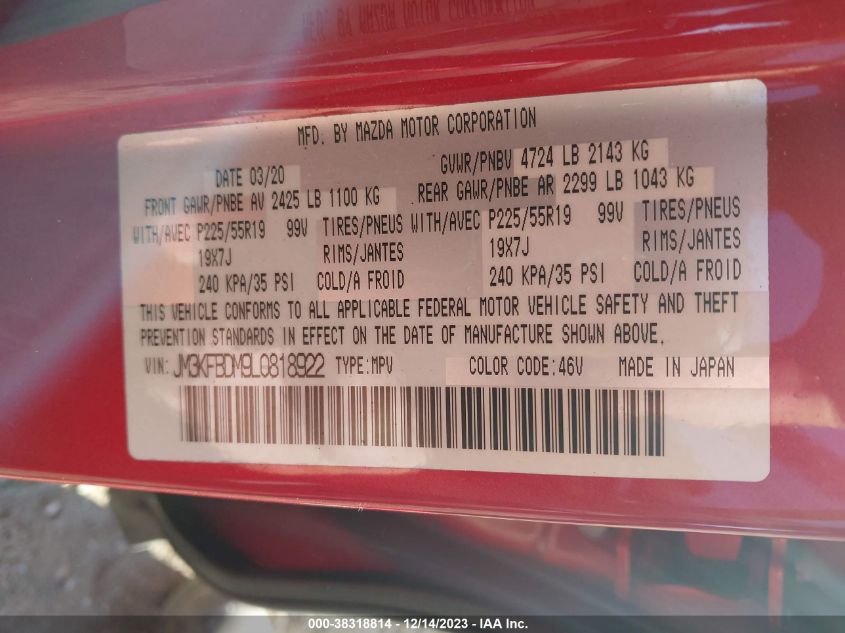 MFD. BY MAZDA MOTOR CORPORATION
DATE 03/20 GVWR/PNBV 4724 LB 2143 KG
FRONT GAWR/PNBE AV 2425 LB 1100 KG REAR GAWR/PNBE AR 2299 LB 1043 KG
WITH/AVEC P225/55R19 99V TIRES/PNEUS WITH/AVEC P225/55R19 99V TIRES/PNEUS
19X7J RIMS/JANTES 19X7J RIMS/JANTES
240 KPA/35 PSI COLD/A FROID 240 KPA/35 PSI COLD/A FROID
THIS VEHICLE CONFORMS TO ALL APPLICABLE FEDERAL MOTOR VEHICLE SAFETY AND THEFT
PREVENTION STANDARDS IN EFFECT ON THE DATE OF MANUFACTURE SHOWN ABOVE.
VIN: JM3KFBDM9L0818922 TYPE:MPV COLOR CODE:46V MADE IN JAPAN
000-38318814 - 12/14/2023 - IAA Inc.